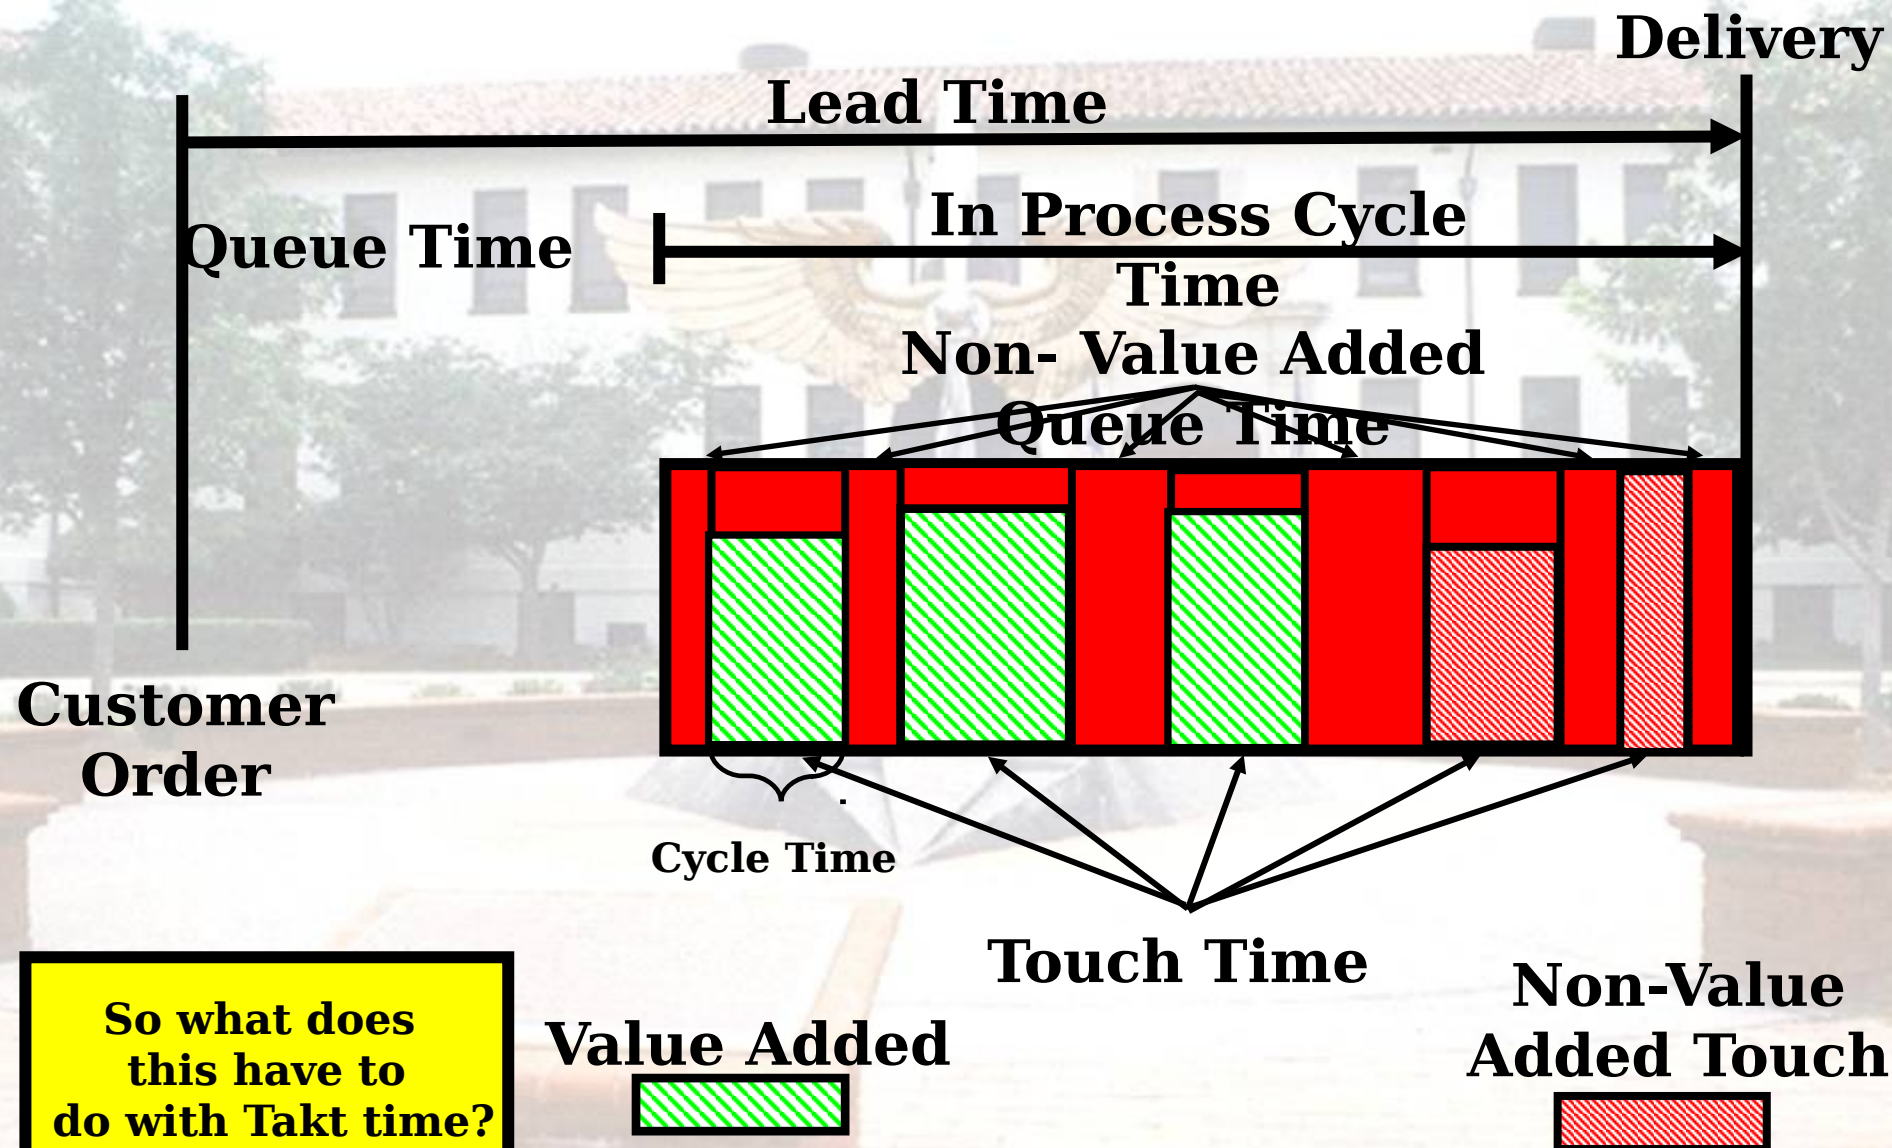 Delivery
Lead Time
In Process Cycle
Queue Time
Time
Non- Value Added
Queue Time
Customer
Order
Cycle Time
Touch Time
Non-Value
Added Touch
Value Added
So what does
this have to
do with Takt time?